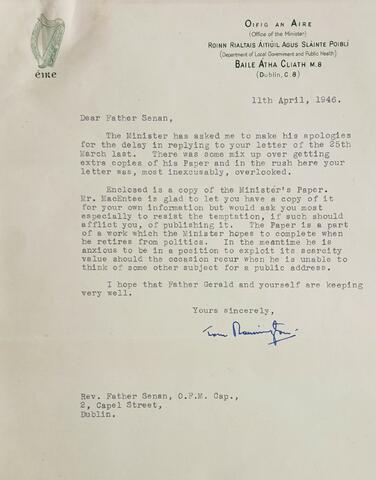 ÉIRE
OIFIG AN AIRE
(Office of the Minister)
ROINN RIALTAIS ÁITIÚIL AGUS SLÁINTE POIBLÍ
(Department of Local Government and Public Health)
BAILE ÁTHA CLIATH M.8
(Dublin, C.8)
11th April, 1946.
Dear Father Senan,
The Minister has asked me to make his apologies
for the delay in replying to your letter of the 25th
March last. There was some mix up over getting
extra copies of his Paper and in the rush here your
letter was, most inexcusably, overlooked.
Enclosed is a copy of the Minister's Paper.
Mr. MacEntee is glad to let you have a copy of it
for your own information but would ask you most
especially to resist the temptation, if such should
afflict you, of publishing it. The Paper is a part
of a work which the Minister hopes to complete when
he retires from politics. In the meantime he is
anxious to be in a position to exploit its scarcity
value should the occasion recur when he is unable to
think of some other subject for a public address.
I hope that Father Gerald and yourself are keeping
very well.
Yours sincerely,
Rev. Father Senan, O.F.M. Cap.,
2, Capel Street,
Dublin.